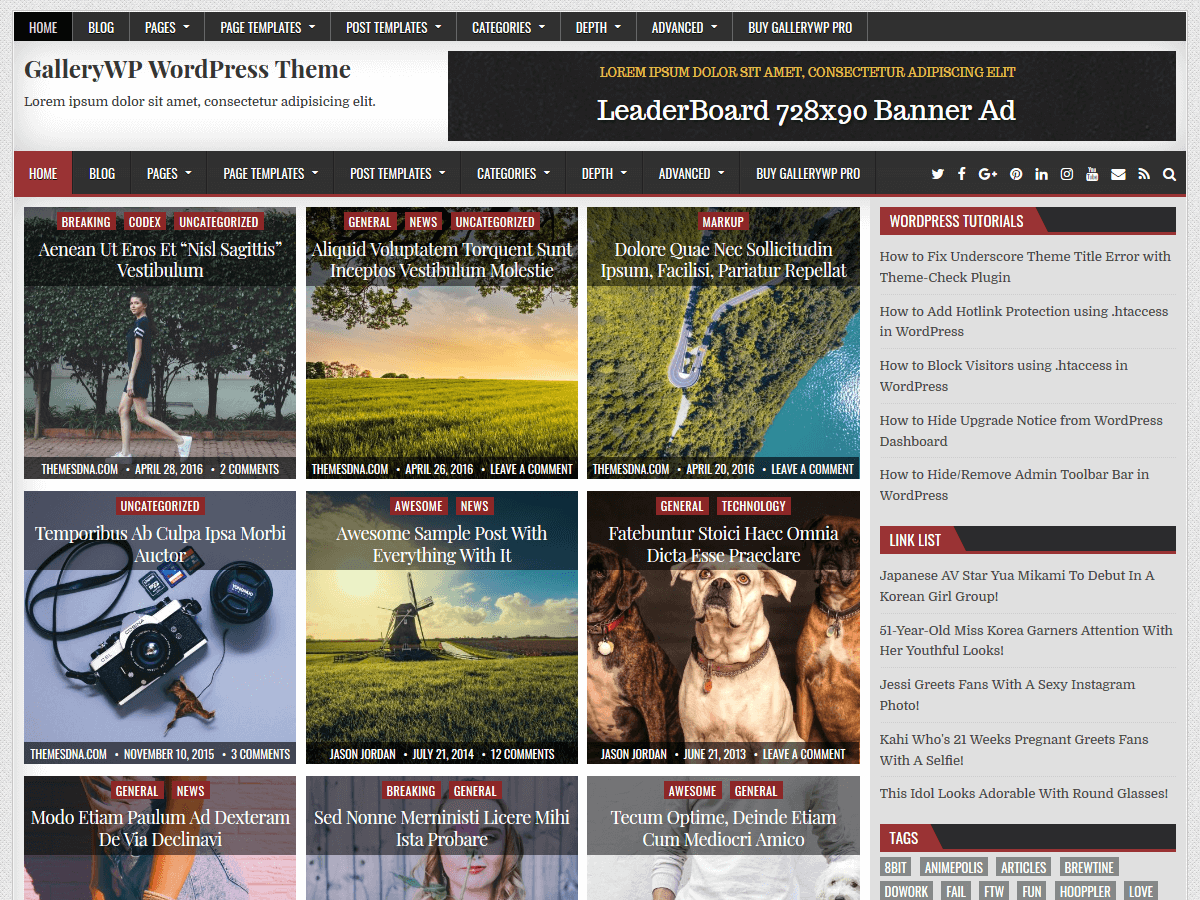 HOME BLOG PAGES PAGE TEMPLATES POST TEMPLATES CATEGORIES DEPTH ADVANCED BUY GALLERYWP PRO
GalleryWP WordPress Theme
Lorem ipsum dolor sit amet, consectetur adipisicing elit.
LOREM IPSUM DOLOR SIT AMET, CONSECTETUR ADIPISCING ELIT
LeaderBoard 728x90 Banner Ad
HOME BLOG PAGES PAGE TEMPLATES POST TEMPLATES CATEGORIES DEPTH ADVANCED BUY GALLERYWP PRO
BREAKING CODEX UNCATEGORIZED
Aenean Ut Eros Et “Nisl Sagittis”
Vestibulum
THEMESDNA.COM • APRIL 28, 2016 • 2 COMMENTS
GENERAL NEWS UNCATEGORIZED
Aliquid Voluptatem Torquent Sunt
Inceptos Vestibulum Molestie
THEMESDNA.COM • APRIL 26, 2016 • LEAVE A COMMENT
MARKUP
Dolore Quae Nec Sollicitudin
Ipsum, Facilisi, Pariatur Repellat
THEMESDNA.COM • APRIL 20, 2016 • LEAVE A COMMENT
UNCATEGORIZED
Temporibus Ab Culpa Ipsa Morbi
Auctor
YONGNUO
THEMESDNA.COM • NOVEMBER 10, 2015 • 3 COMMENTS
AWESOME NEWS
Awesome Sample Post With
Everything With It
JASON JORDAN • JULY 21, 2014 • 12 COMMENTS
GENERAL TECHNOLOGY
Fatebuntur Stoici Haec Omnia
Dicta Esse Praeclare
JASON JORDAN • JUNE 21, 2013 • LEAVE A COMMENT
GENERAL NEWS
Modo Etiam Paulum Ad Dexteram
De Via Declinavi
BREAKING GENERAL
Sed Nonne Merninisti Licere Mihi
Ista Probare
AWESOME GENERAL
Tecum Optime, Deinde Etiam
Cum Mediocri Amico
WORDPRESS TUTORIALS
How to Fix Underscore Theme Title Error with
Theme-Check Plugin
How to Add Hotlink Protection using .htaccess
in WordPress
How to Block Visitors using .htaccess in
WordPress
How to Hide Upgrade Notice from WordPress
Dashboard
How to Hide/Remove Admin Toolbar Bar in
WordPress
LINK LIST
Japanese AV Star Yua Mikami To Debut In A
Korean Girl Group!
51-Year-Old Miss Korea Garners Attention With
Her Youthful Looks!
Jessi Greets Fans With A Sexy Instagram
Photo!
Kahi Who's 21 Weeks Pregnant Greets Fans
With A Selfie!
This Idol Looks Adorable With Round Glasses!
TAGS
8BIT ANIMEPOLIS ARTICLES BREWTINE
DOWORK FAIL FTW FUN HOOPPLER LOVE